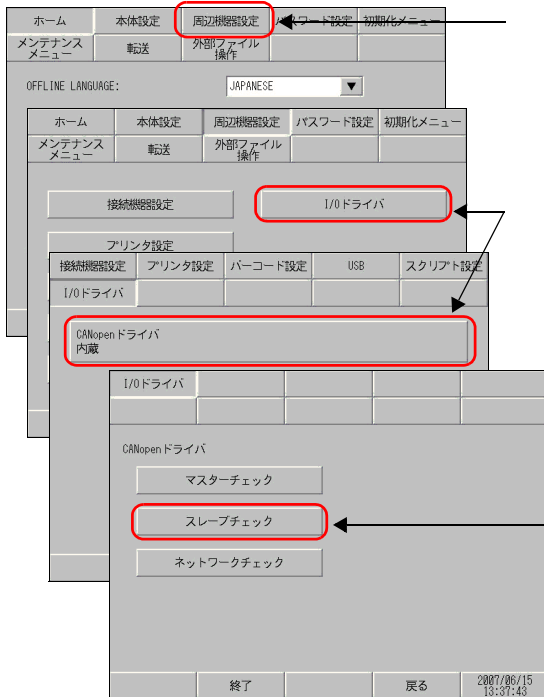 ホーム 本体設定 周辺機器設定 パスワード設定 初期化メニュー
メンテナンス
メニュー 転送 外部ファイル
操作
OFFLINE LANGUAGE: JAPANESE
ホーム 本体設定 周辺機器設定 パスワード設定 初期化メニュー
メンテナンス
メニュー 転送 外部ファイル
操作
接続機器設定 I/Oドライバ
プリンタ設定
接続機器設定 プリンタ設定 バーコード設定 USB スクリプト設定
I/Oドライバ
CANopenドライバ
内蔵
I/Oドライバ
CANopenドライバ
マスターチェック
スレーブチェック
ネットワークチェック
終了 戻る 2007/06/15
13:37:43